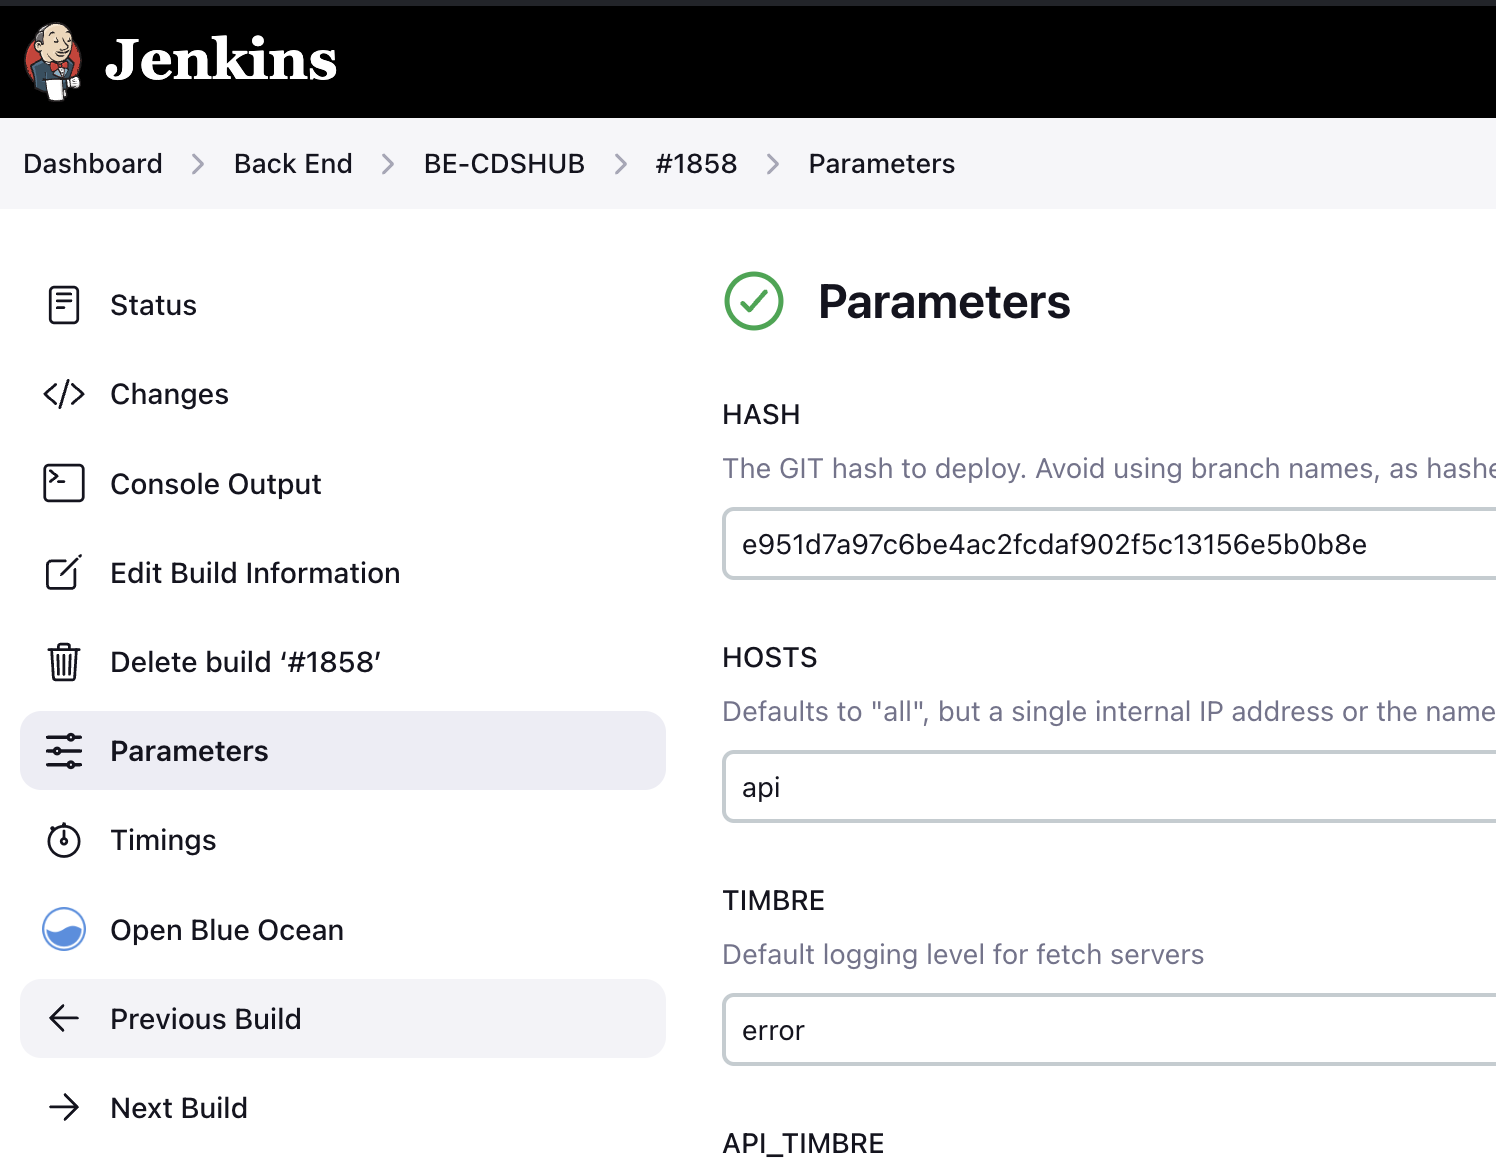 Jenkins
Dashboard > Back End > BE-CDSHUB > #1858 > Parameters
Status
Changes
Console Output
Edit Build Information
Delete build ‘#1858’
Parameters
Timings
Open Blue Ocean
Previous Build
Next Build
Parameters
HASH
The GIT hash to deploy. Avoid using branch names, as hashe
e951d7a97c6be4ac2fcdaf902f5c13156e5b0b8e
HOSTS
Defaults to "all", but a single internal IP address or the name
api
TIMBRE
Default logging level for fetch servers
error
API_TIMBRE